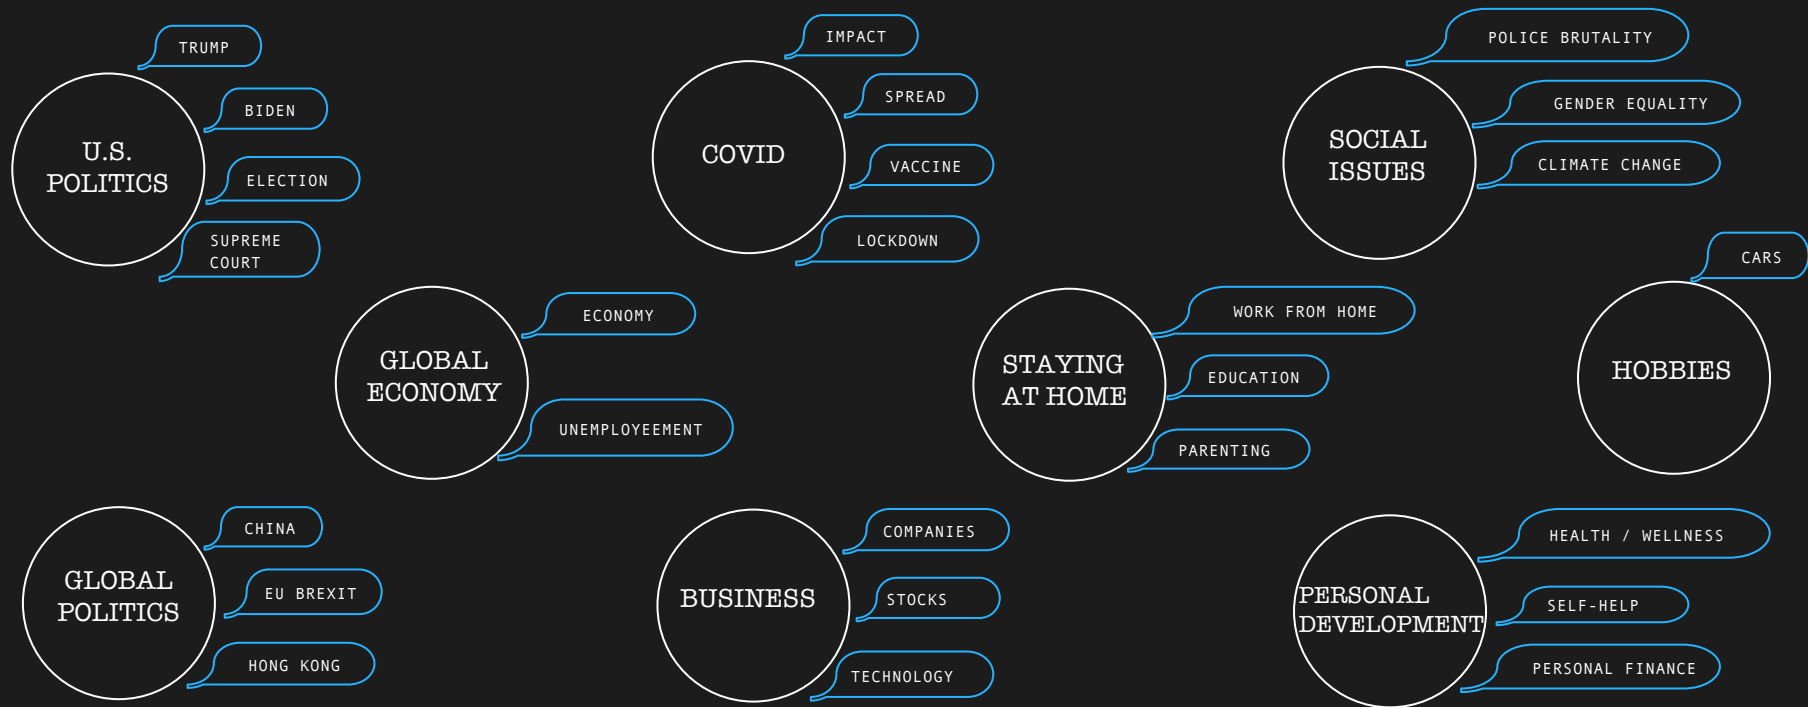 TRUMP
BIDEN
U.S.
POLITICS
ELECTION
SUPREME
COURT
IMPACT
SPREAD
COVID
VACCINE
LOCKDOWN
POLICE BRUTALITY
GENDER EQUALITY
SOCIAL
ISSUES
CLIMATE CHANGE
ECONOMY
GLOBAL
ECONOMY
UNEMPLOYEEMENT
WORK FROM HOME
STAYING
AT HOME
EDUCATION
PARENTING
CARS
HOBBIES
CHINA
GLOBAL
POLITICS
EU BREXIT
HONG KONG
COMPANIES
BUSINESS
STOCKS
TECHNOLOGY
HEALTH / WELLNESS
PERSONAL
DEVELOPMENT
SELF-HELP
PERSONAL FINANCE